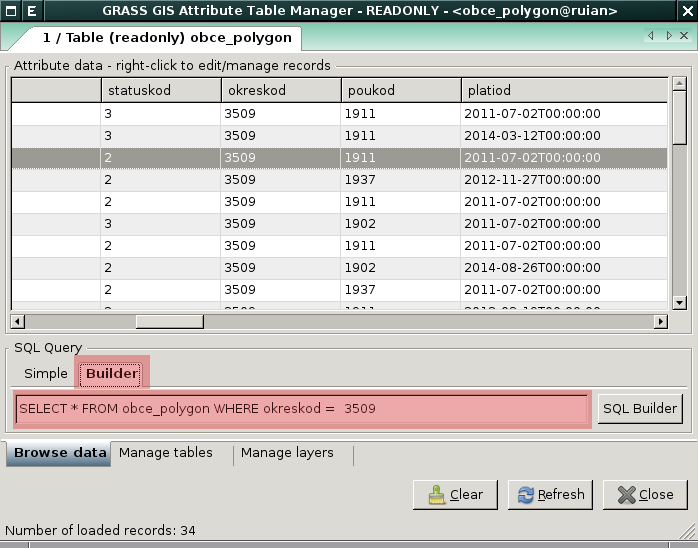 GRASS GIS Attribute Table Manager - READONLY - <obce_polygon@ruian>
1 / Table (readonly) obce_polygon
Attribute data - right-click to edit/manage records
statuskod okreskod poukod platiod
3 3509 1911 2011-07-02T00:00:00
3 3509 1911 2014-03-12T00:00:00
2 3509 1911 2011-07-02T00:00:00
2 3509 1937 2012-11-27T00:00:00
2 3509 1911 2011-07-02T00:00:00
3 3509 1902 2011-07-02T00:00:00
2 3509 1911 2011-07-02T00:00:00
2 3509 1902 2014-08-26T00:00:00
2 3509 1937 2011-07-02T00:00:00
SQL Query
Simple Builder
SELECT * FROM obce_polygon WHERE okreskod =  3509 SQL Builder
Browse data Manage tables Manage layers
Clear Refresh Close
Number of loaded records: 34